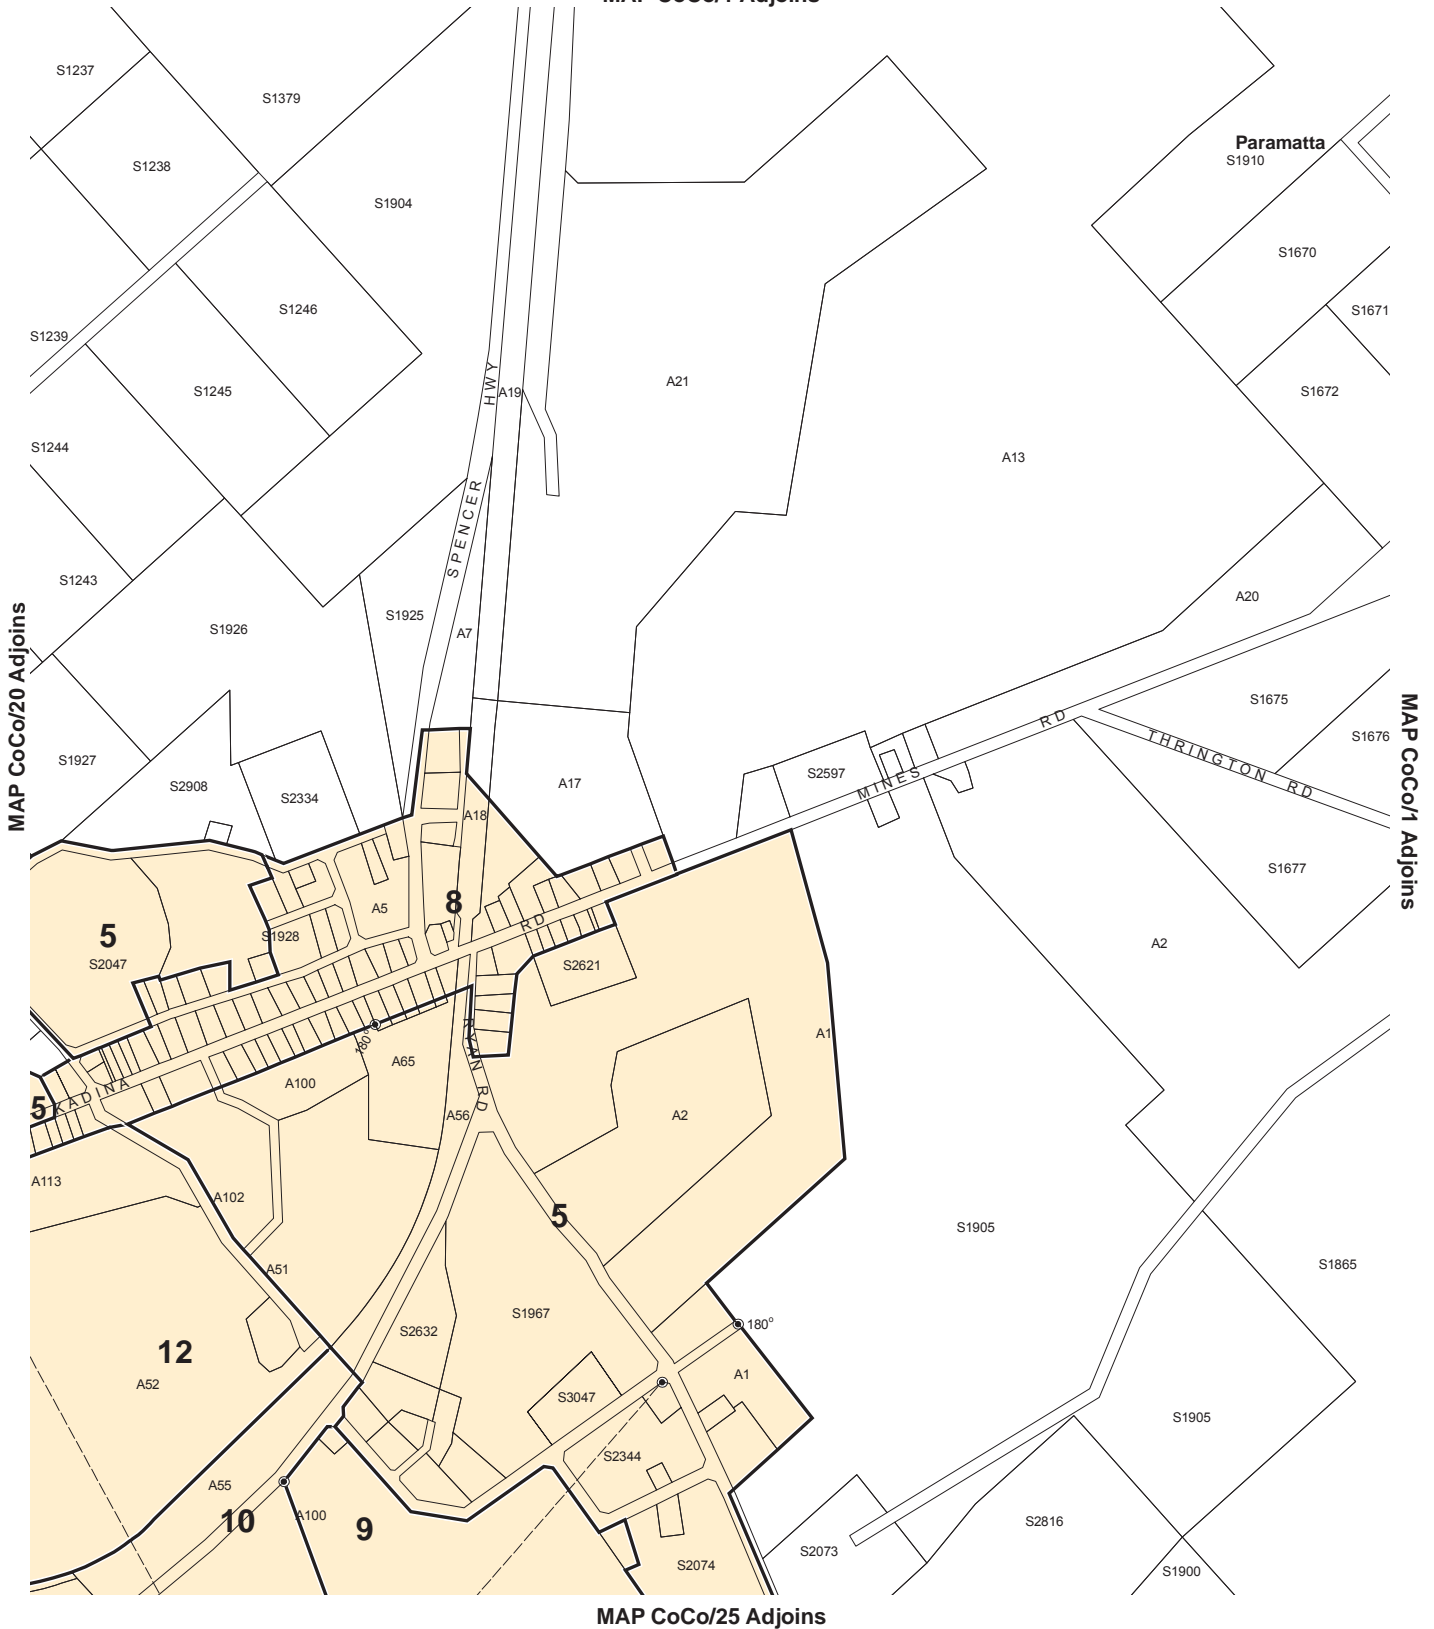 MAP CoCo/1 Adjoins
S1237
S1379
Paramatta
S1910
S1238
S1904
S1670
S1246
S1671
S1239
A21
HWY
A19
S1245
S1672
S1244
A13
SPENCER
S1243
A20
S1925
S1926
A7
MAP CoCo/20 Adjoins
S1675
RD
THRINGTON RD
S1676
MAP CoCo/1 Adjoins
S1927
S2597
S2908
A17
MINES
S2334
A18
S1677
8
A5
RD
5
S1928
A2
S2047
S2621
RYAN RD
A1
180°
A65
A100
KADINA
5
A56
A2
A113
A102
5
S1905
A51
S1865
S1967
180°
S2632
12
A52
A1
S3047
S1905
S2344
A55
10
A100
9
S2816
S2073
S2074
S1900
MAP CoCo/25 Adjoins